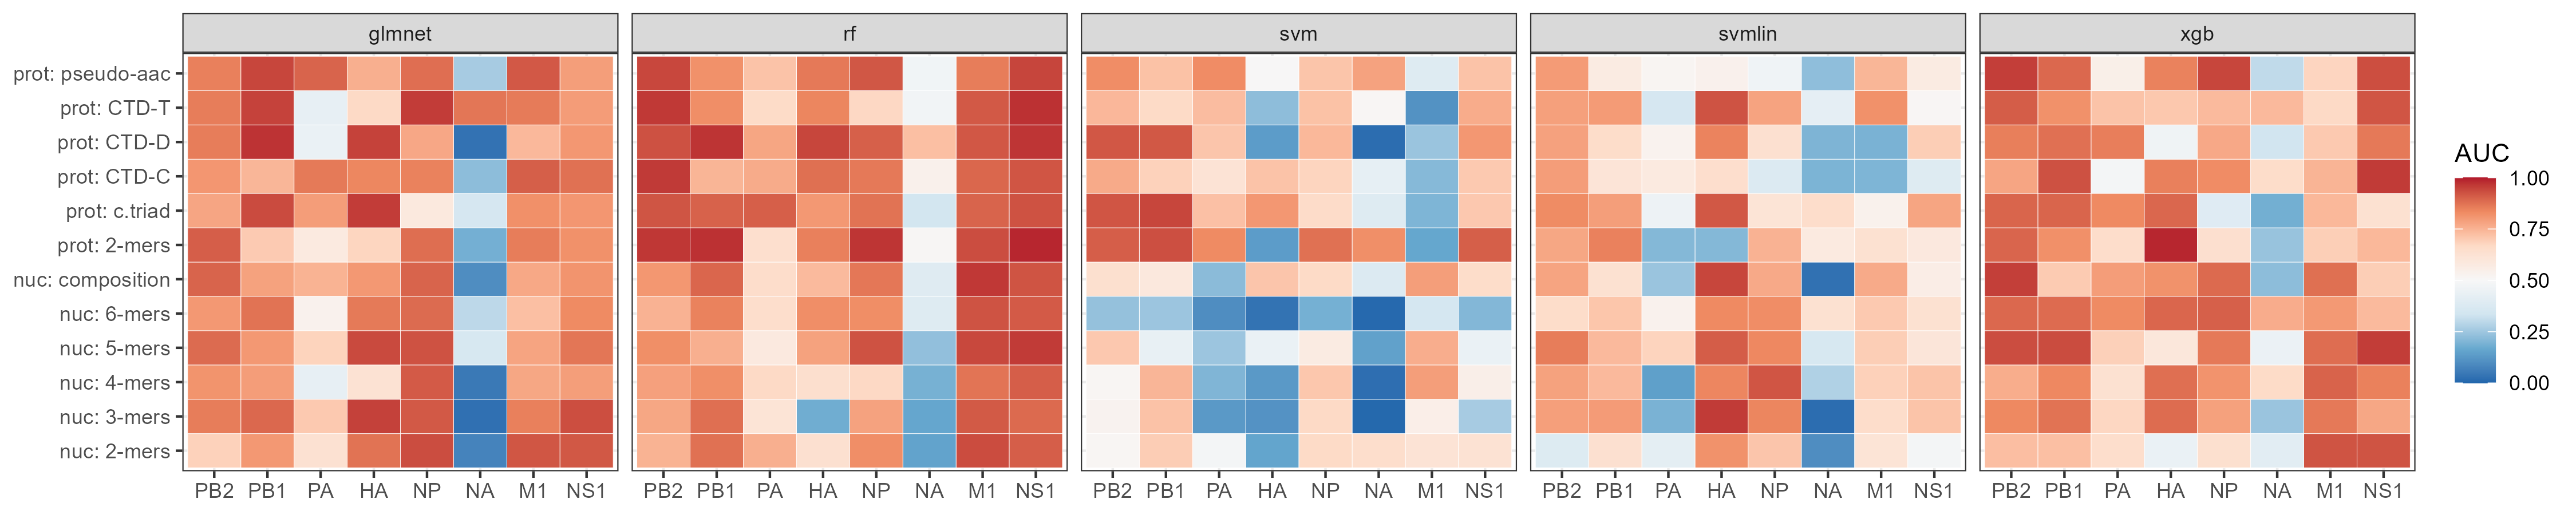 glmnet rf svm svmlin xgb
prot: pseudo-aac
prot: CTD-T
prot: CTD-D
prot: CTD-C
prot: c.triad
prot: 2-mers
nuc: composition
nuc: 6-mers
nuc: 5-mers
nuc: 4-mers
nuc: 3-mers
nuc: 2-mers
PB2 PB1 PA HA NP NA M1 NS1 PB2 PB1 PA HA NP NA M1 NS1 PB2 PB1 PA HA NP NA M1 NS1 PB2 PB1 PA HA NP NA M1 NS1 PB2 PB1 PA HA NP NA M1 NS1
AUC
1.00
0.75
0.50
0.25
0.00